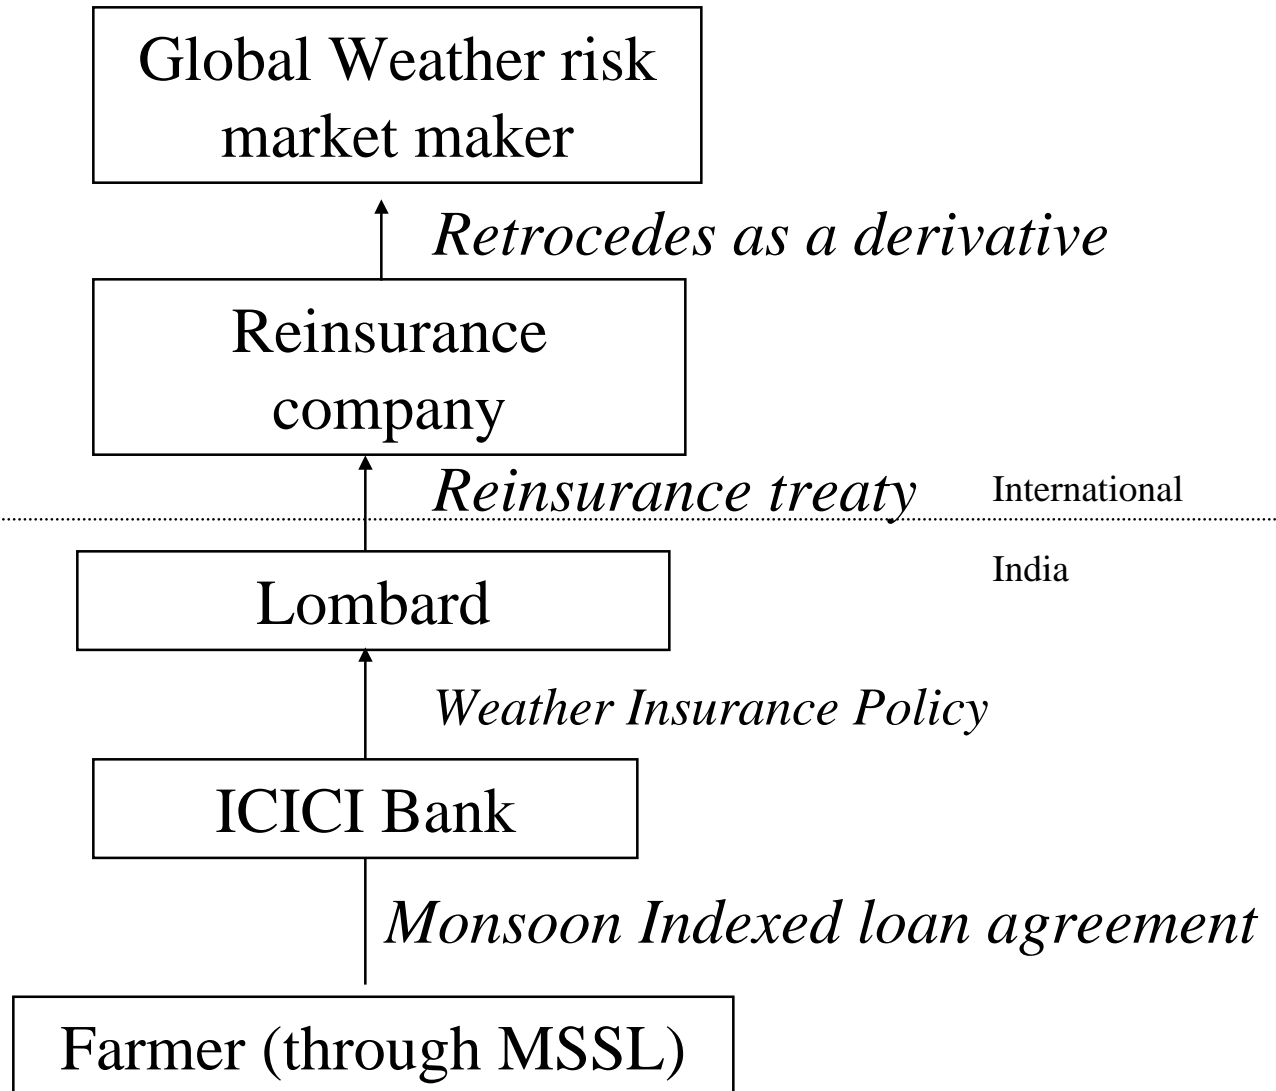 Global Weather risk
market maker
Retrocedes as a derivative
Reinsurance
company
Reinsurance treaty
International
India
Lombard
Weather Insurance Policy
ICICI Bank
Monsoon Indexed loan agreement
Farmer (through MSSL)